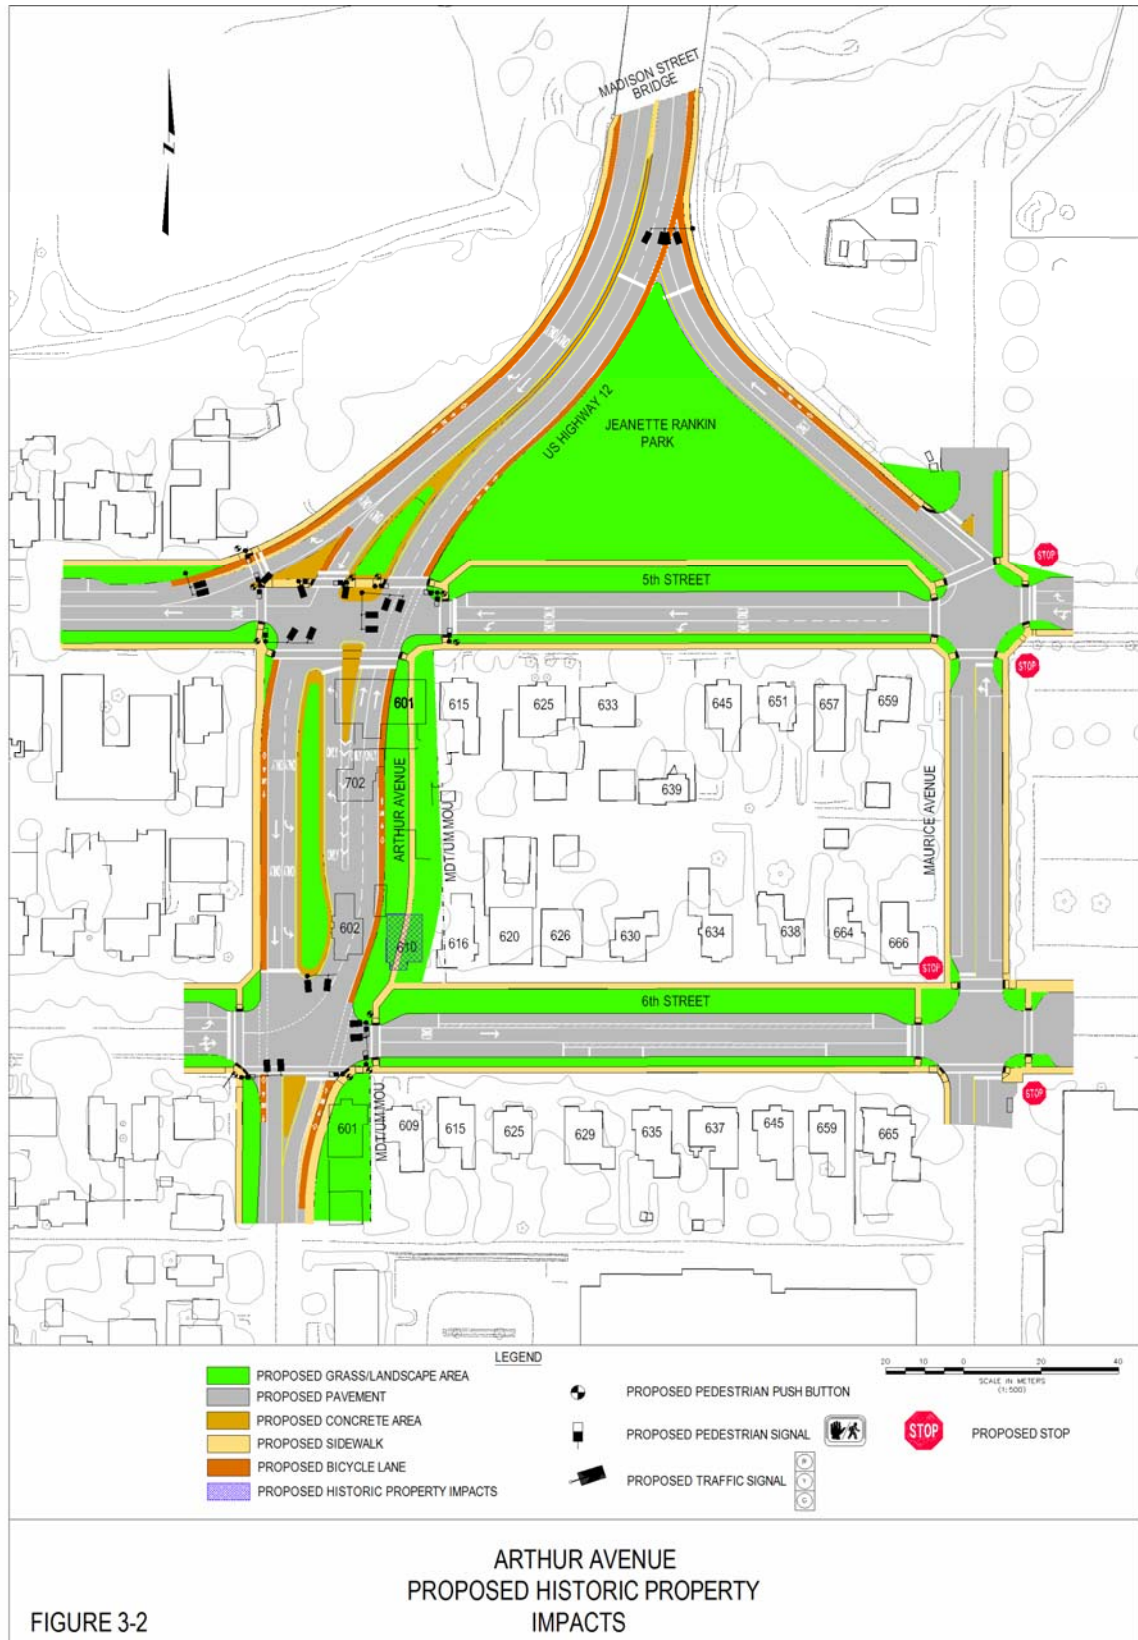 MADISON STREET
BRIDGE
N
US HIGHWAY 12
JEANETTE RANKIN
PARK
5th STREET
STOP
STOP
601
615
625
633
645
651
657
659
702
639
ARTHUR AVENUE
MDT/UM MOU
MAURICE AVENUE
602
610
616
620
626
630
634
638
664
666
STOP
6th STREET
STOP
601
MDT/UM MOU
609
615
625
629
635
637
645
659
665
LEGEND
PROPOSED GRASS/LANDSCAPE AREA
PROPOSED PAVEMENT
PROPOSED CONCRETE AREA
PROPOSED SIDEWALK
PROPOSED BICYCLE LANE
PROPOSED HISTORIC PROPERTY IMPACTS
PROPOSED PEDESTRIAN PUSH BUTTON
PROPOSED PEDESTRIAN SIGNAL
PROPOSED TRAFFIC SIGNAL
R
Y
G
20 10 0 20 40
SCALE IN METERS
(1:500)
STOP
PROPOSED STOP
ARTHUR AVENUE
PROPOSED HISTORIC PROPERTY
IMPACTS
FIGURE 3-2